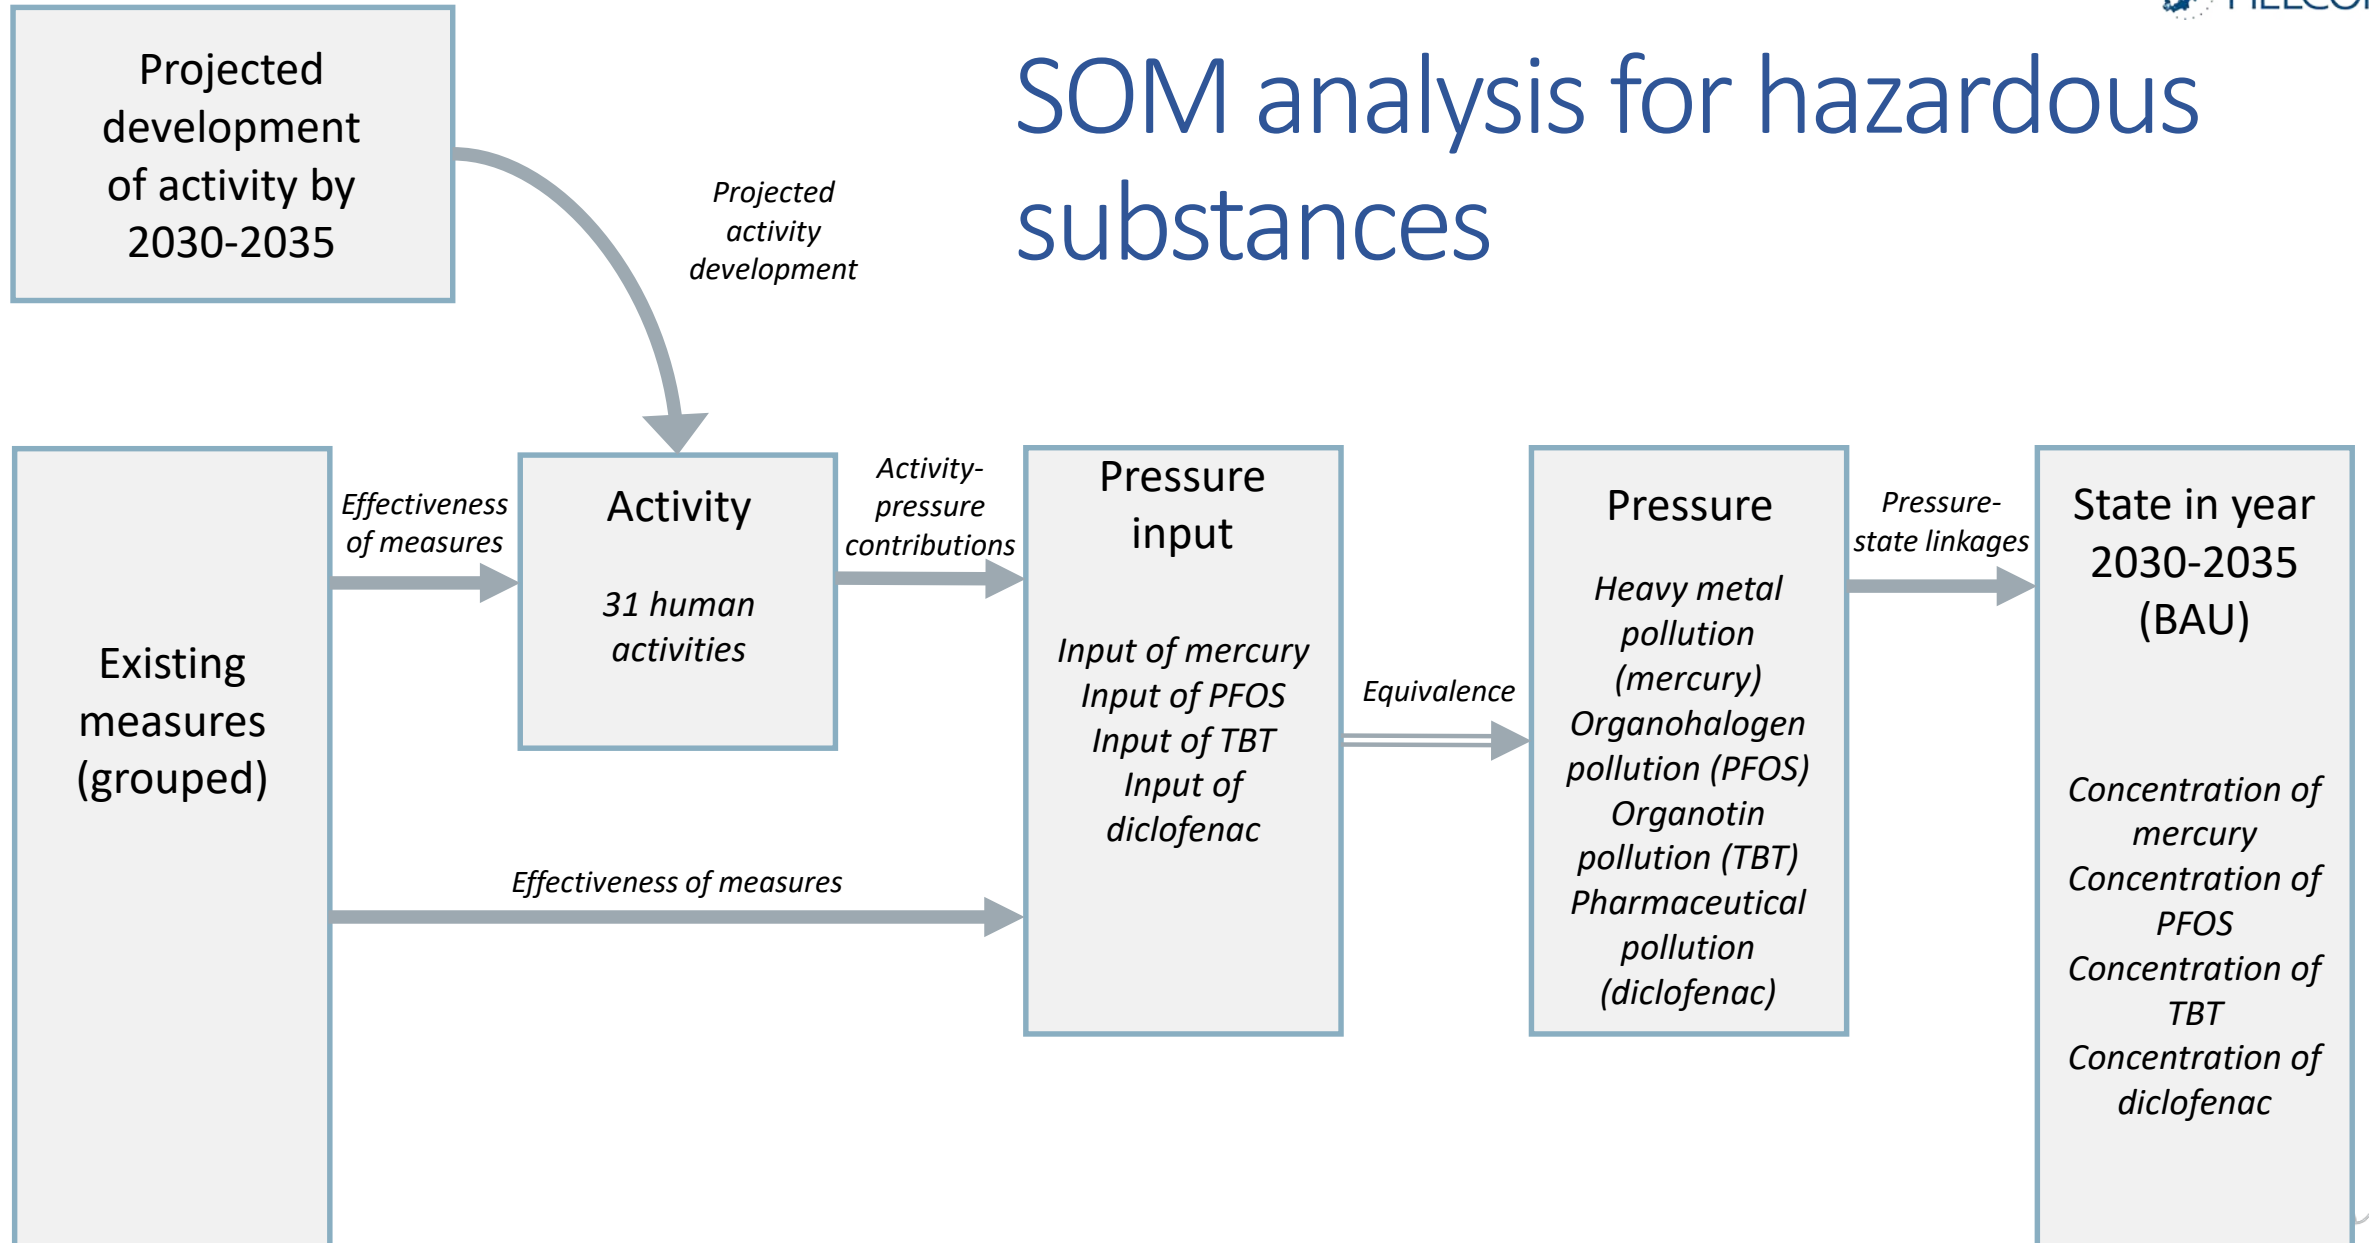 SOM analysis for hazardous
substances
Projected
development
of activity by
2030-2035
Projected
activity
development
Existing
measures
(grouped)
Effectiveness
of measures
Activity
31 human
activities
Activity-
pressure
contributions
Effectiveness of measures
Pressure
input
Input of mercury
Input of PFOS
Input of TBT
Input of
diclofenac
Equivalence
Pressure
Heavy metal
pollution
(mercury)
Organohalogen
pollution (PFOS)
Organotin
pollution (TBT)
Pharmaceutical
pollution
(diclofenac)
Pressure-
state linkages
State in year
2030-2035
(BAU)
Concentration of
mercury
Concentration of
PFOS
Concentration of
TBT
Concentration of
diclofenac